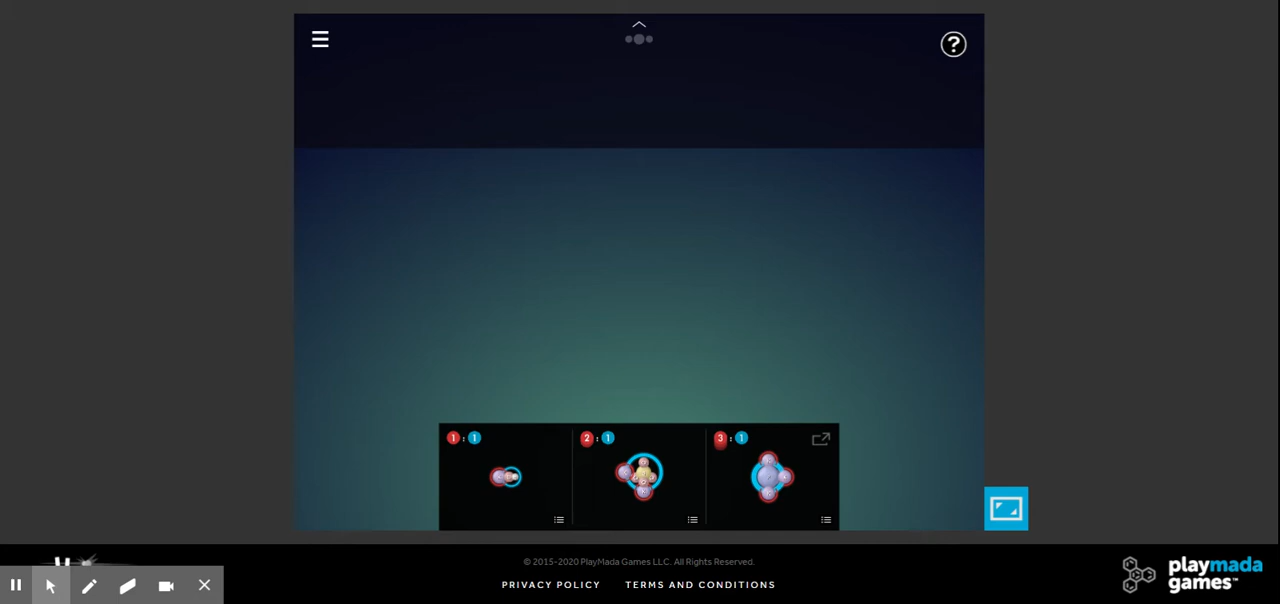 ?
1 : 1
2 : 1
3 : 1
© 2015-2020 PlayMada Games LLC. All Rights Reserved.
PRIVACY POLICY
TERMS AND CONDITIONS
playmada
games™